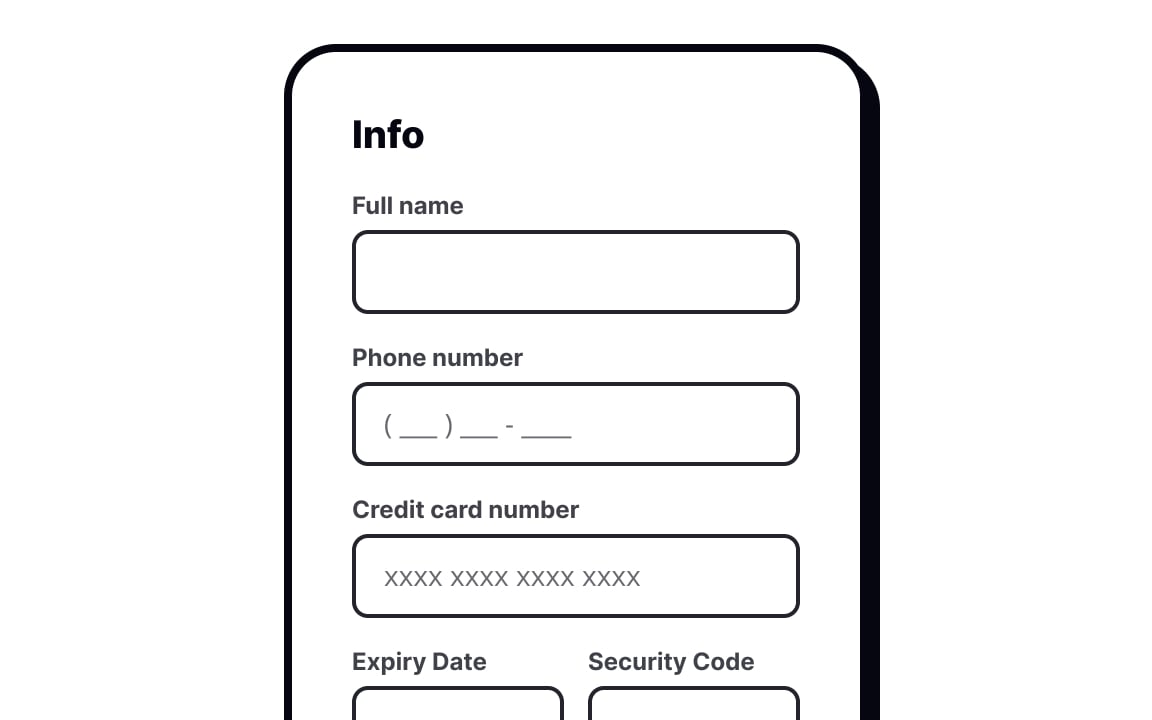 Info
Full name
Phone number
( ___ ) ___ - ____
Credit card number
XXXX XXXX XXXX XXXX
Expiry Date Security Code